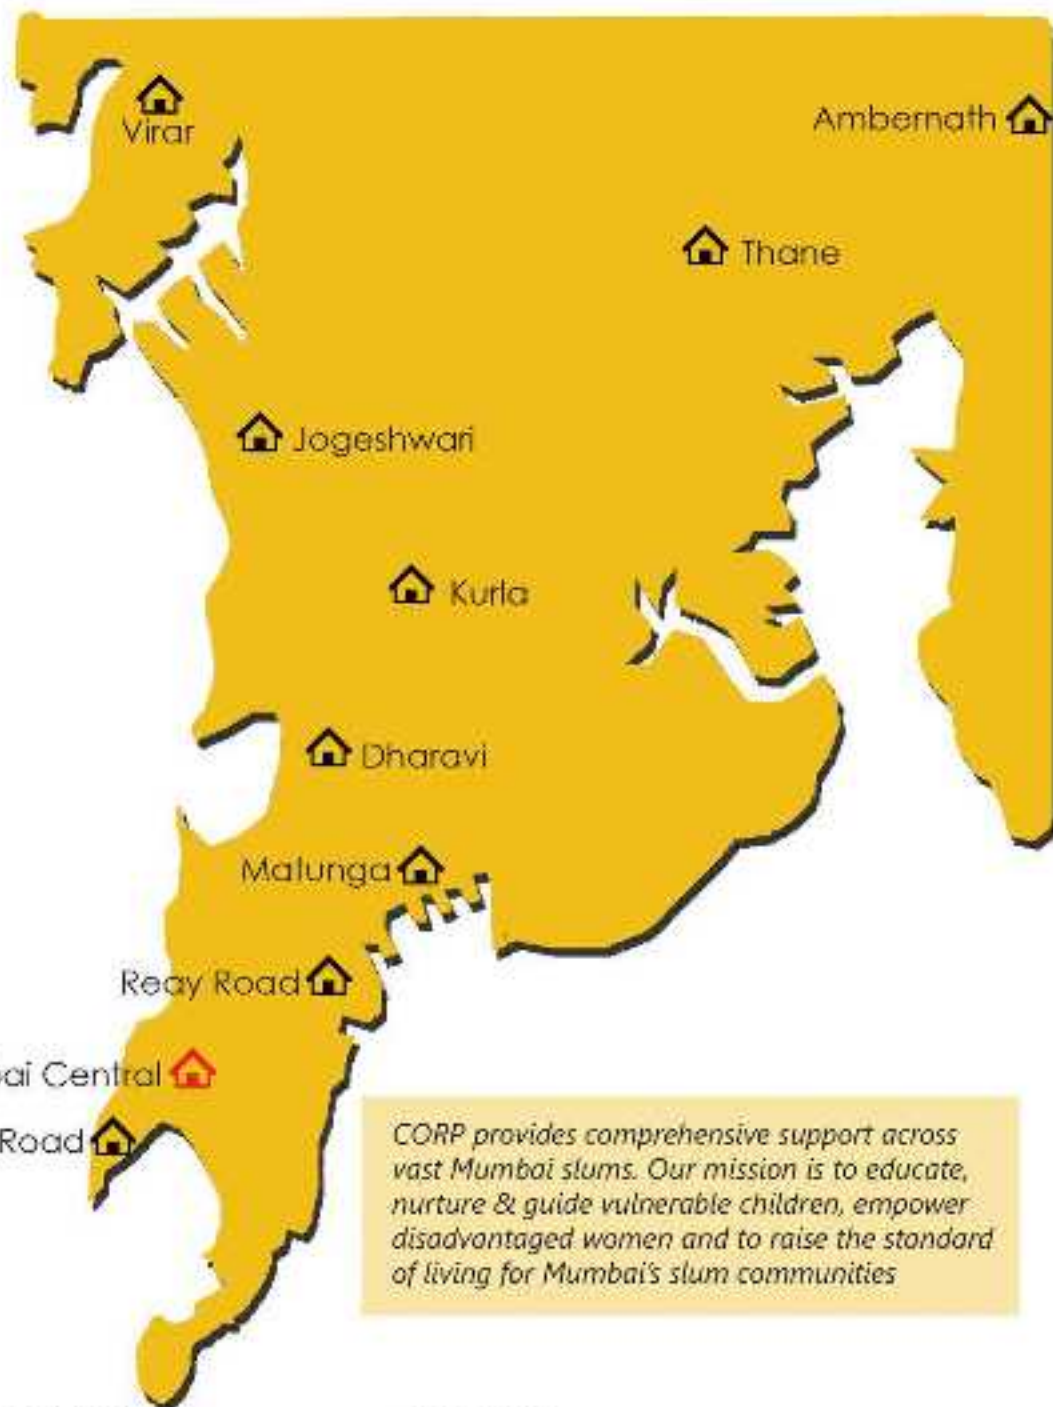 Virar
Ambernath
Thane
Jogeshwari
Kurla
Dharavi
Matunga
Reay Road
Central
Road
CORP provides comprehensive support across
vast Mumbai slums. Our mission is to educate,
nurture & guide vulnerable children, empower
disadvantaged women and to raise the standard
of living for Mumbai's slum communities